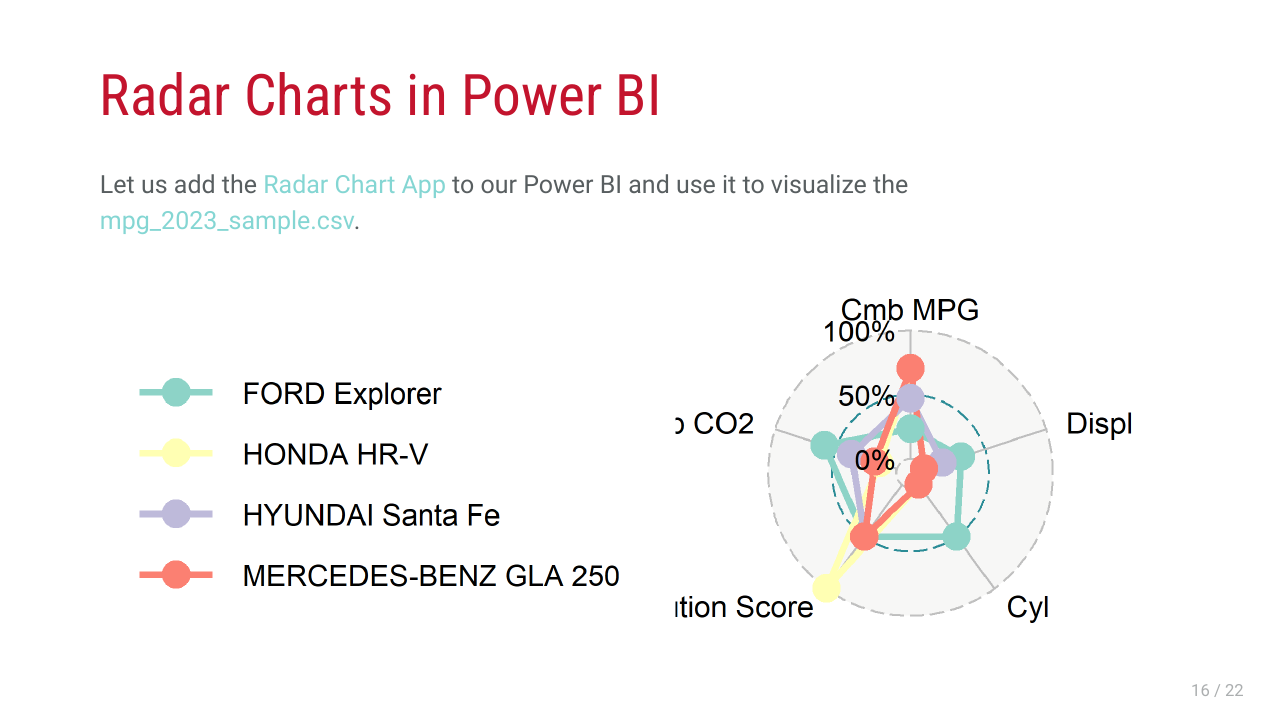 Radar Charts in Power BI
Let us add the Radar Chart App to our Power BI and use it to visualize the
mpg_2023_sample.csv.
FORD Explorer
HONDA HR-V
HYUNDAI Santa Fe
MERCEDES-BENZ GLA 250
Cmb MPG
100%
50%
0%
CO2
Displ
Score
Cyl
16 / 22